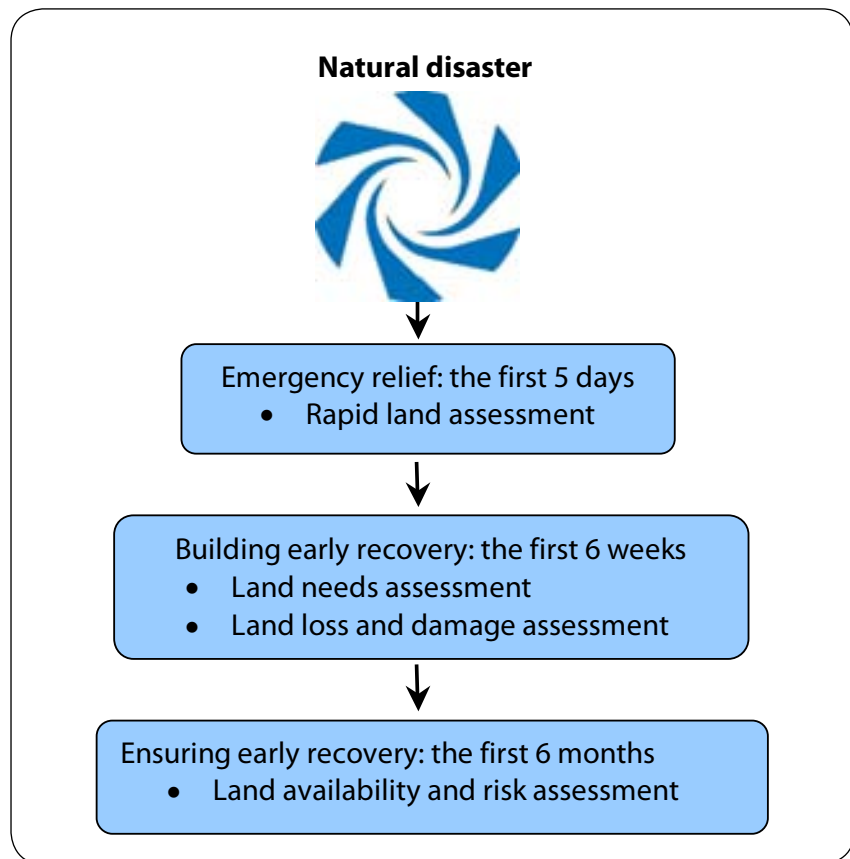 Natural disaster
Emergency relief: the first 5 days
• Rapid land assessment
Building early recovery: the first 6 weeks
• Land needs assessment
• Land loss and damage assessment
Ensuring early recovery: the first 6 months
• Land availability and risk assessment